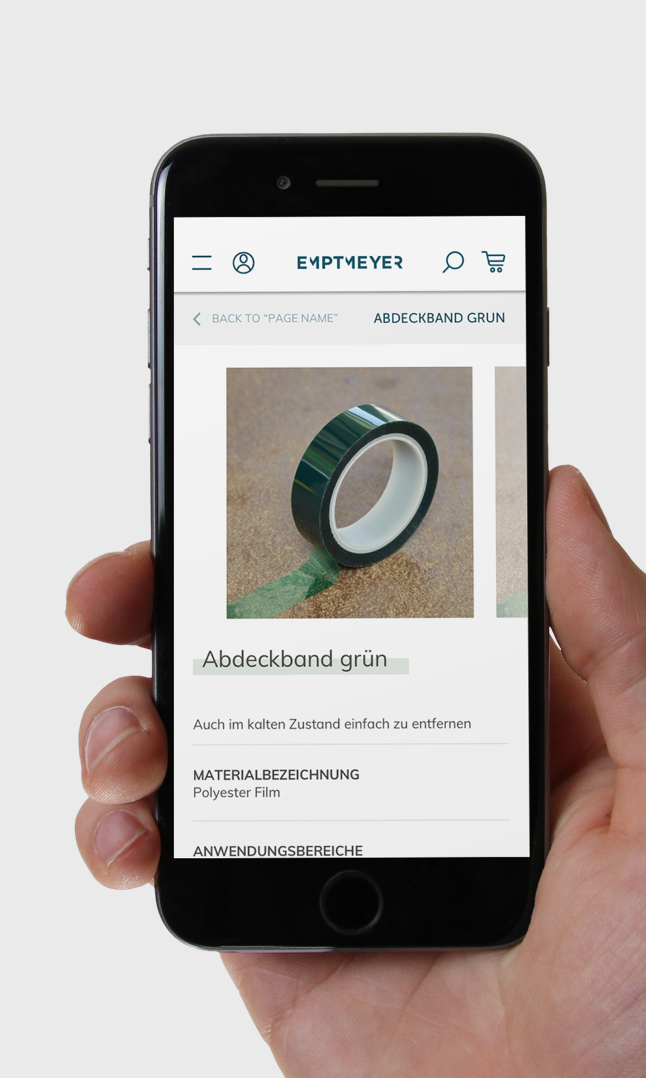 EMPTMEYER
BACK TO “PAGE NAME” ABDECKBAND GRUN
Abdeckband grün
Auch im kalten Zustand einfach zu entfernen
MATERIALBEZEICHNUNG
Polyester Film
ANWENDUNGSBEREICHE